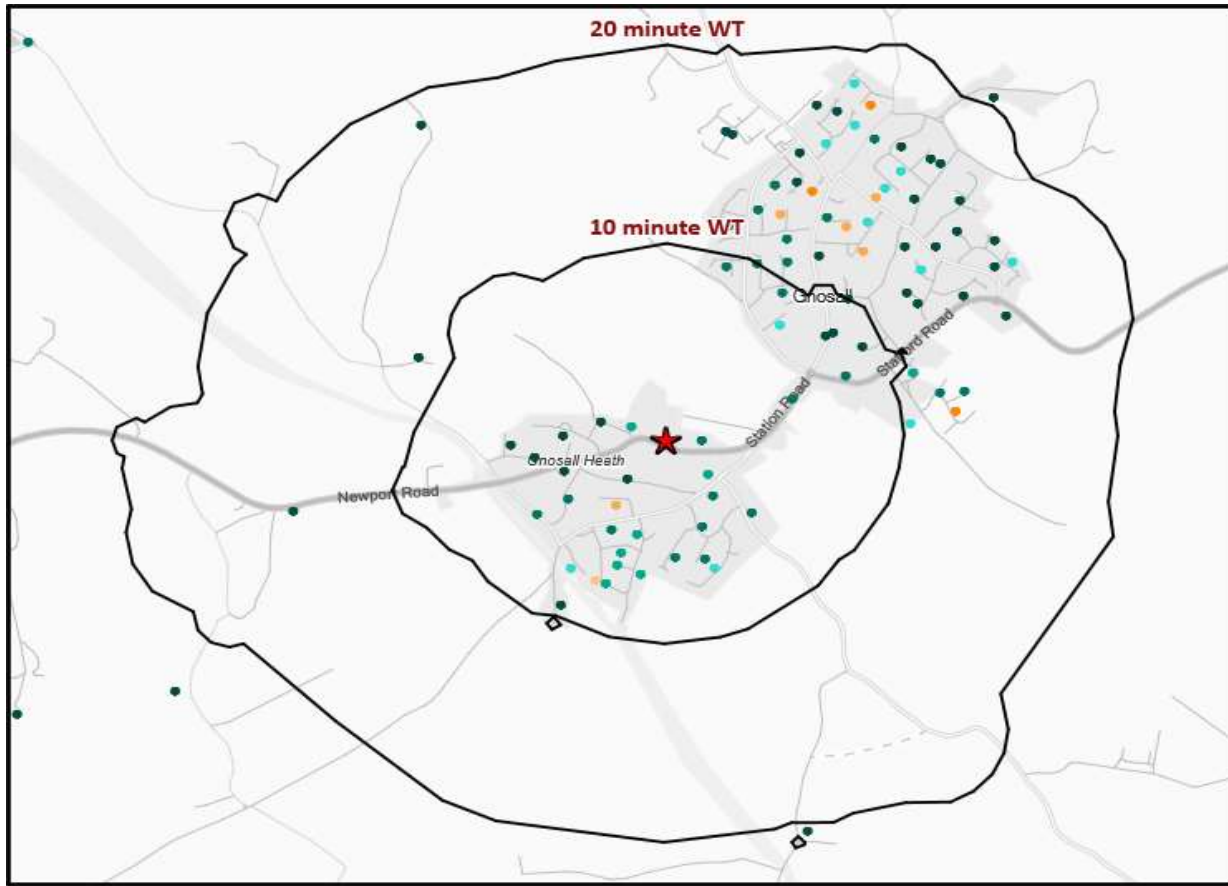 20 minute WT
10 minute WT
Gnosall
Stafford Road
Station Road
Gnosall Heath
Newport Road